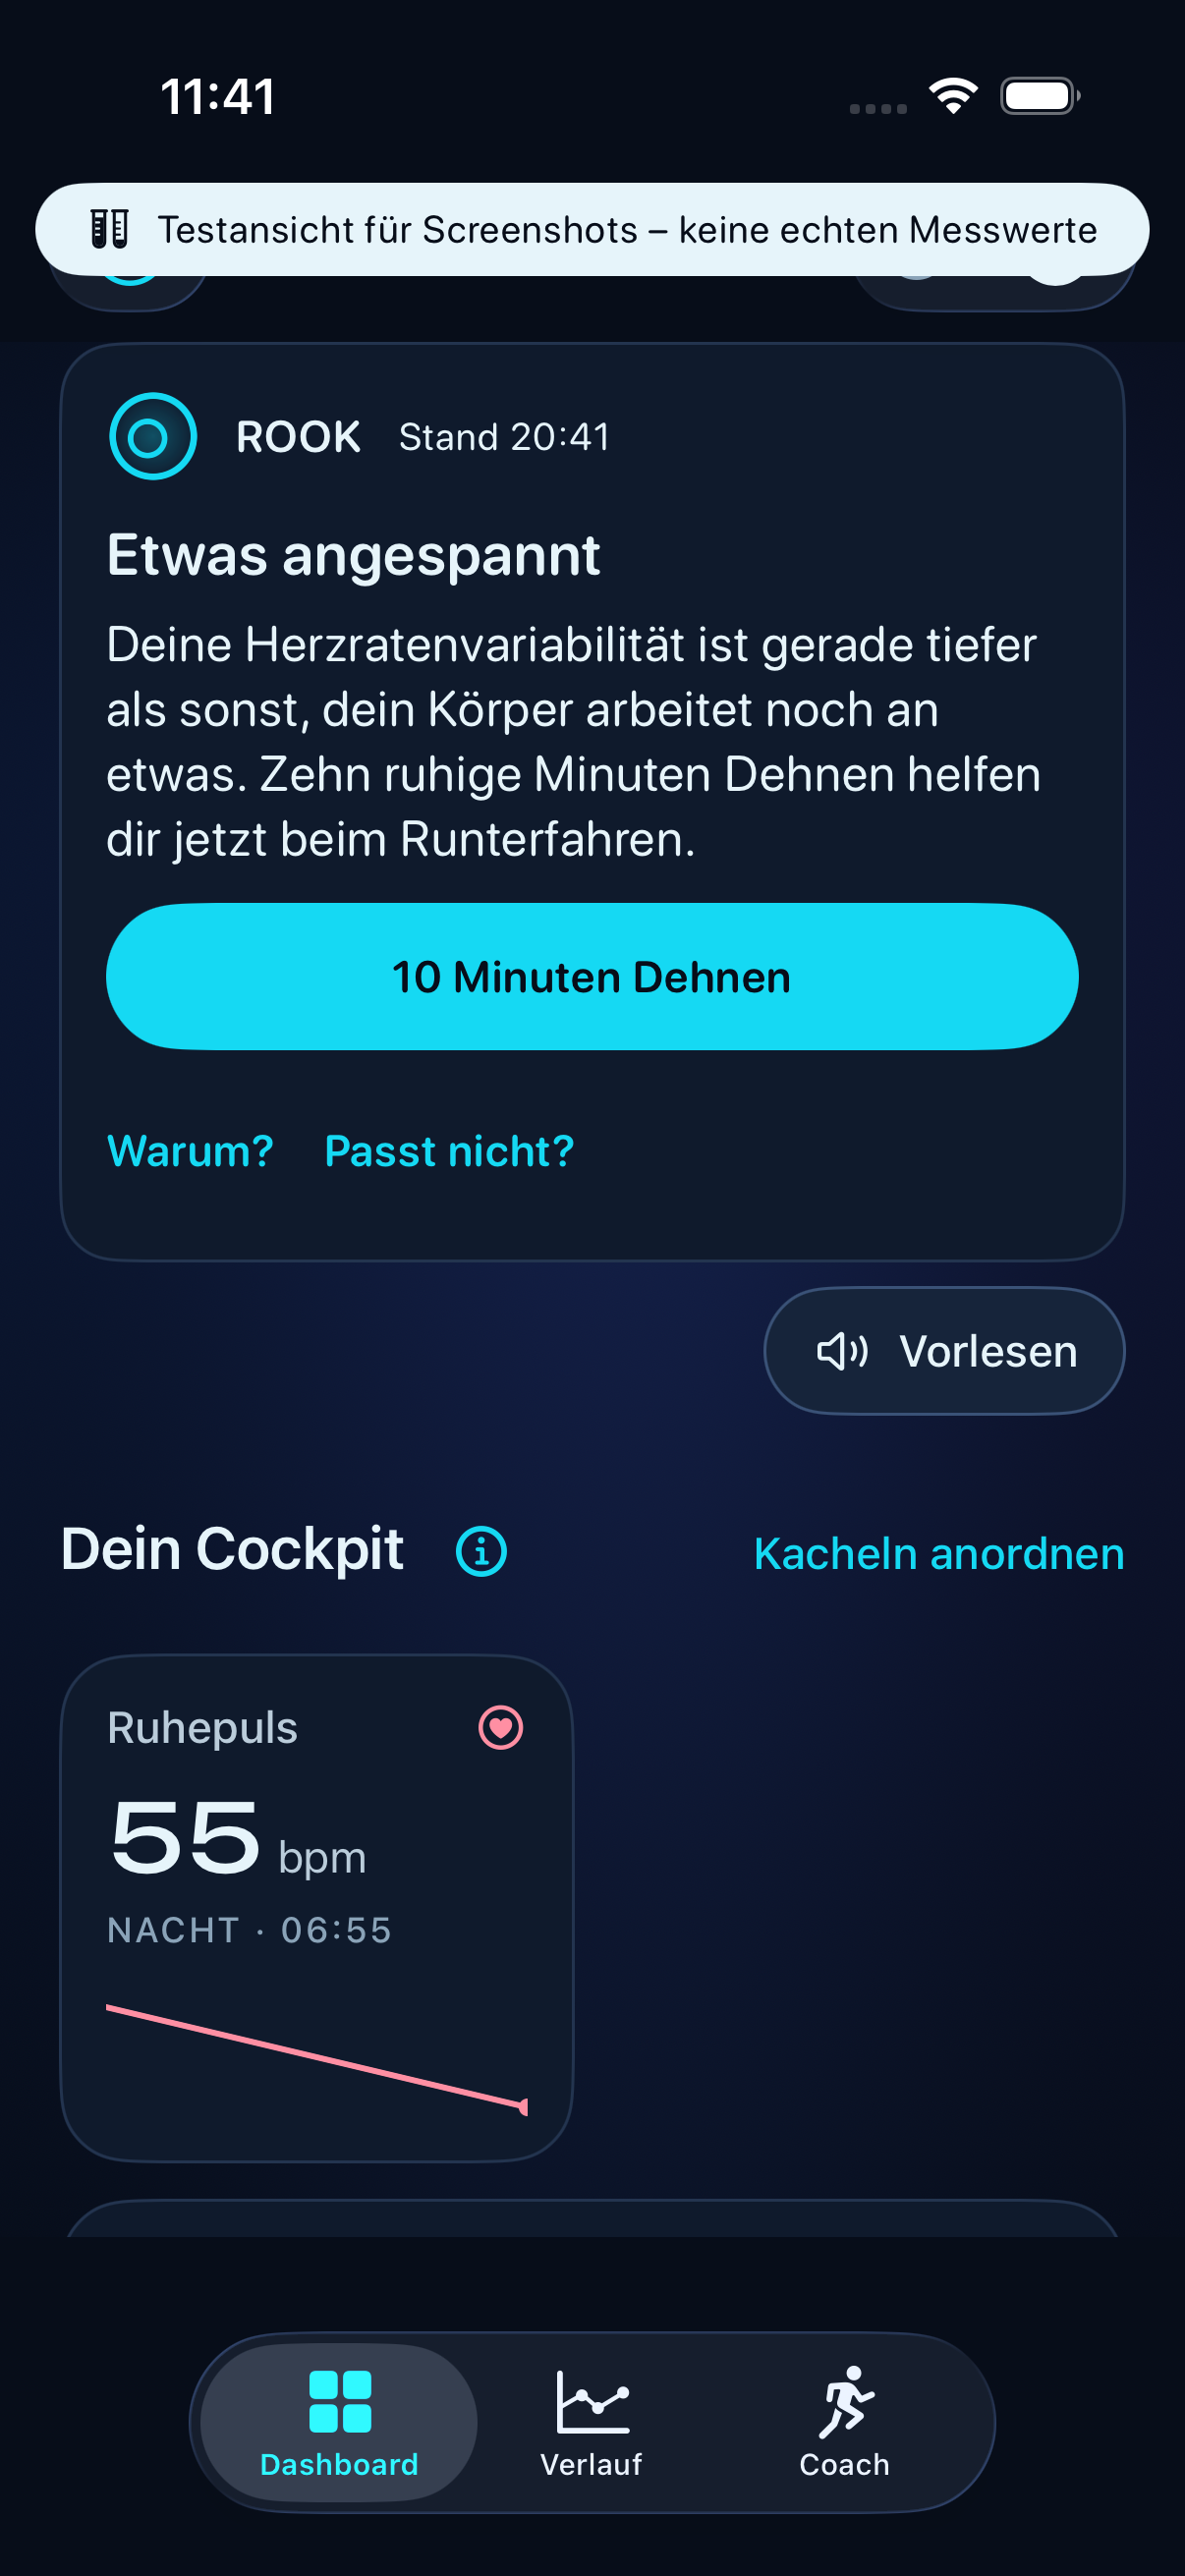 11:41
Testansicht für Screenshots – keine echten Messwerte
ROOK Stand 20:41
Etwas angespannt
Deine Herzratenvariabilität ist gerade tiefer
als sonst, dein Körper arbeitet noch an
etwas. Zehn ruhige Minuten Dehnen helfen
dir jetzt beim Runterfahren.
10 Minuten Dehnen
Warum? Passt nicht?
Vorlesen
Dein Cockpit Kacheln anordnen
Ruhepuls
55 bpm
NACHT · 06:55
Dashboard Verlauf Coach